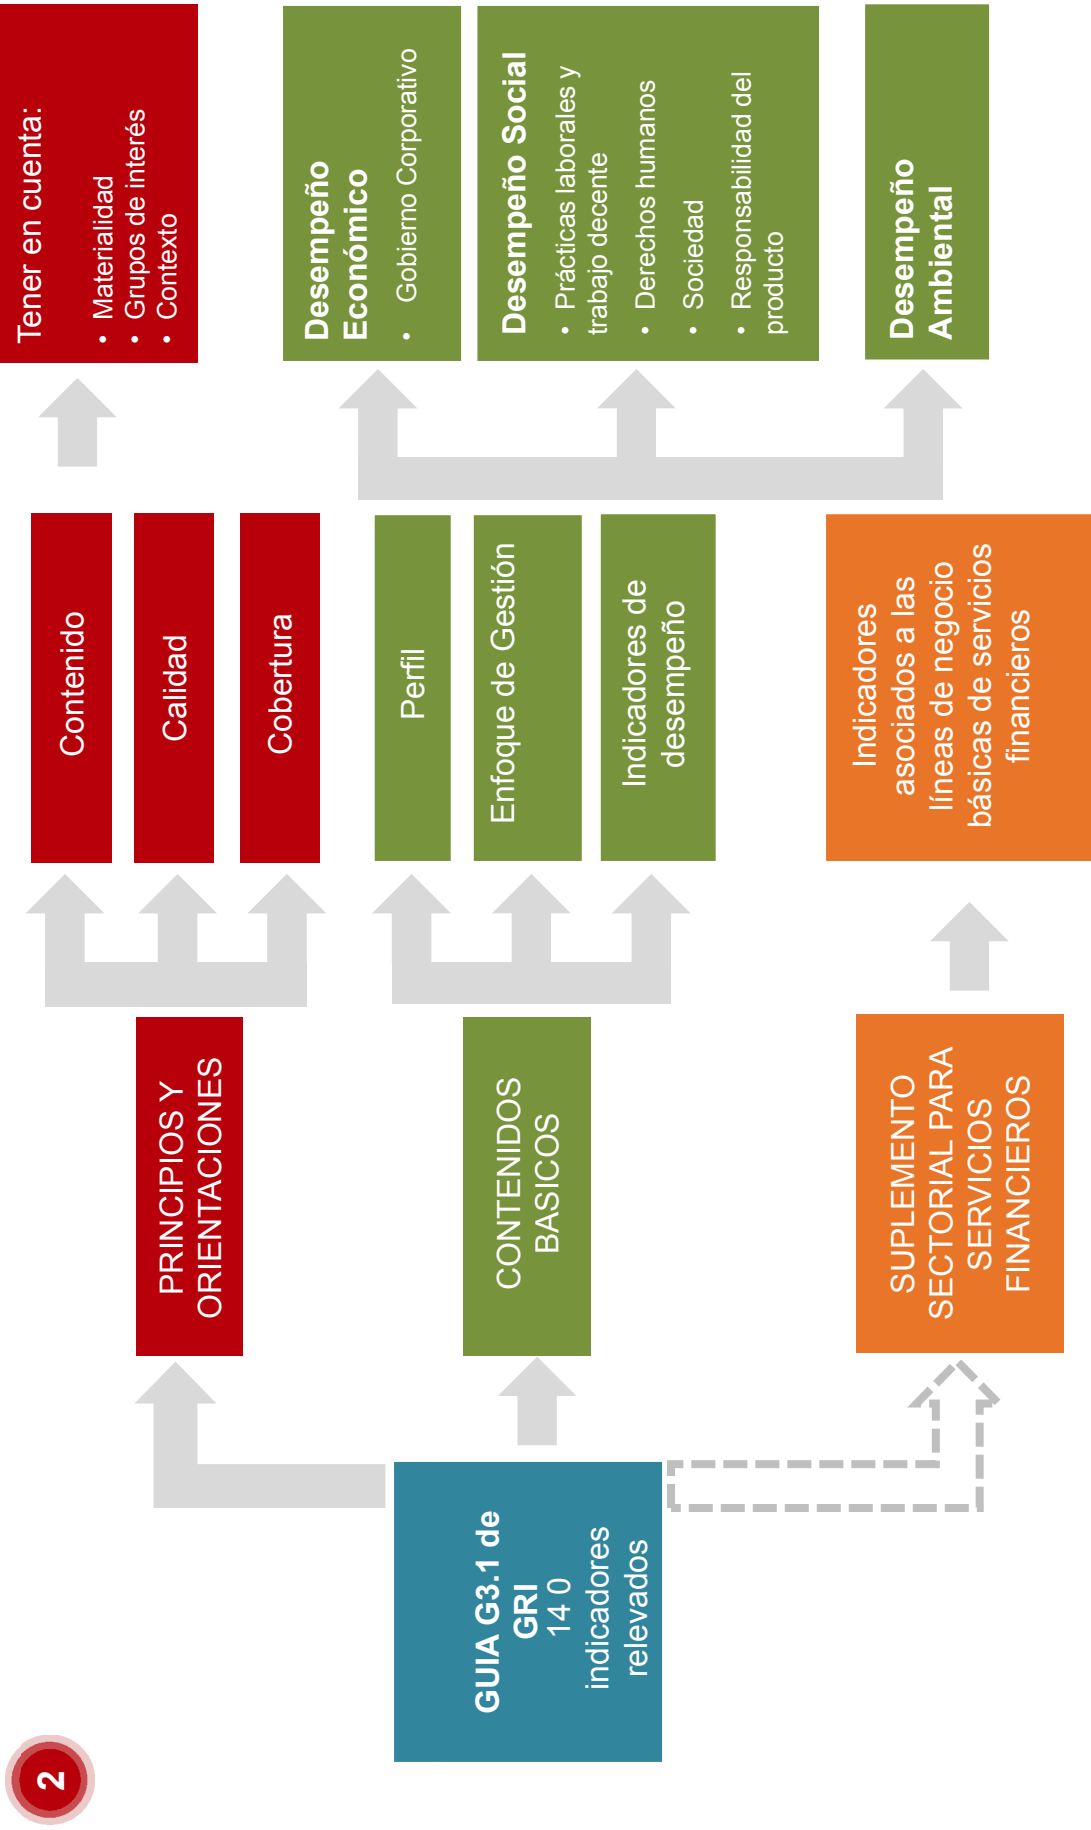 2
GUIA G3.1 de
GRI
14 0
indicadores
relevados
PRINCIPIOS Y
ORIENTACIONES
Contenido
Calidad
Cobertura
Tener en cuenta:
• Materialidad
• Grupos de interés
• Contexto
CONTENIDOS
BASICOS
Perfil
Enfoque de Gestión
Indicadores de
desempeño
Desempeño
Económico
• Gobierno Corporativo
Desempeño Social
• Prácticas laborales y
trabajo decente
• Derechos humanos
• Sociedad
• Responsabilidad del
producto
Desempeño
Ambiental
SUPLEMENTO
SECTORIAL PARA
SERVICIOS
FINANCIEROS
Indicadores
asociados a las
líneas de negocio
básicas de servicios
financieros